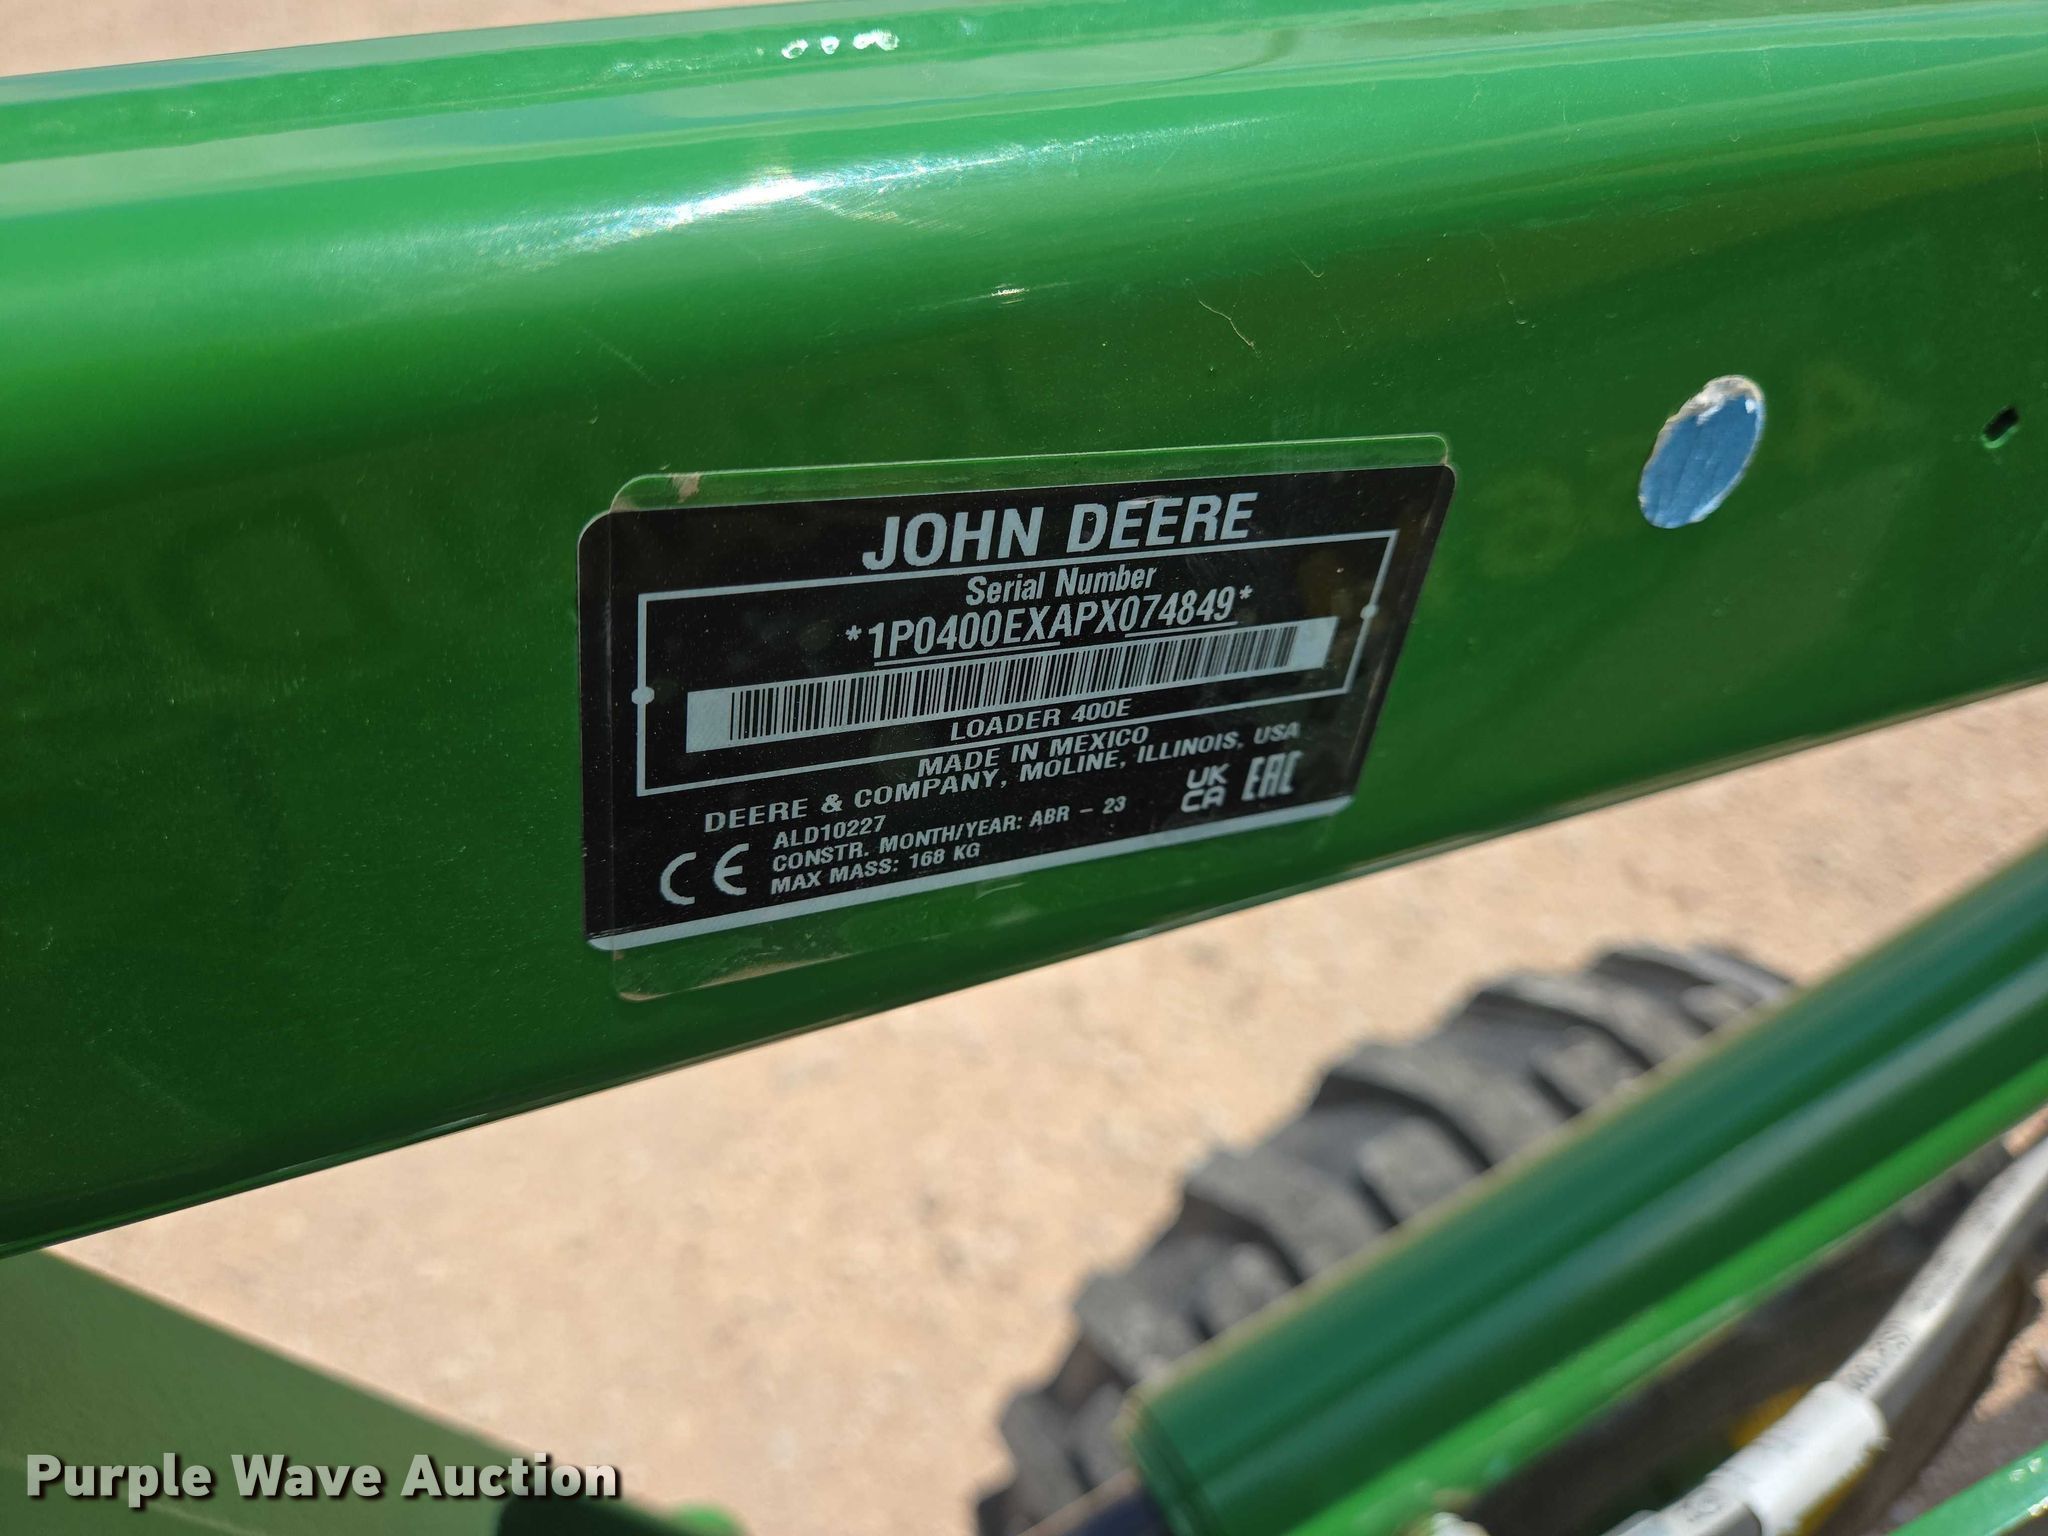 JOHN DEERE
Serial Number
*1P0400EXAPX074849*
LOADER 400E
MADE IN MEXICO
DEERE & COMPANY, MOLINE, ILLINOIS, USA
ALD10227
CONSTR. MONTH/YEAR: ABR - 23
MAX MASS: 168 KG
CE
UK
CA
EAC
Purple Wave Auction